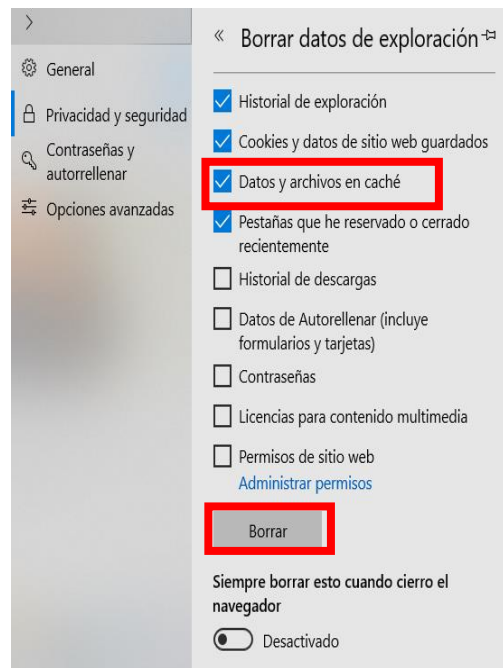 General
Privacidad y seguridad
Contraseñas y
autorrellenar
Opciones avanzadas
« Borrar datos de exploración
Historial de exploración
Cookies y datos de sitio web guardados
Datos y archivos en caché
Pestañas que he reservado o cerrado
recientemente
Historial de descargas
Datos de Autorellenar (incluye
formularios y tarjetas)
Contraseñas
Licencias para contenido multimedia
Permisos de sitio web
Administrar permisos
Borrar
Siempre borrar esto cuando cierro el
navegador
Desactivado